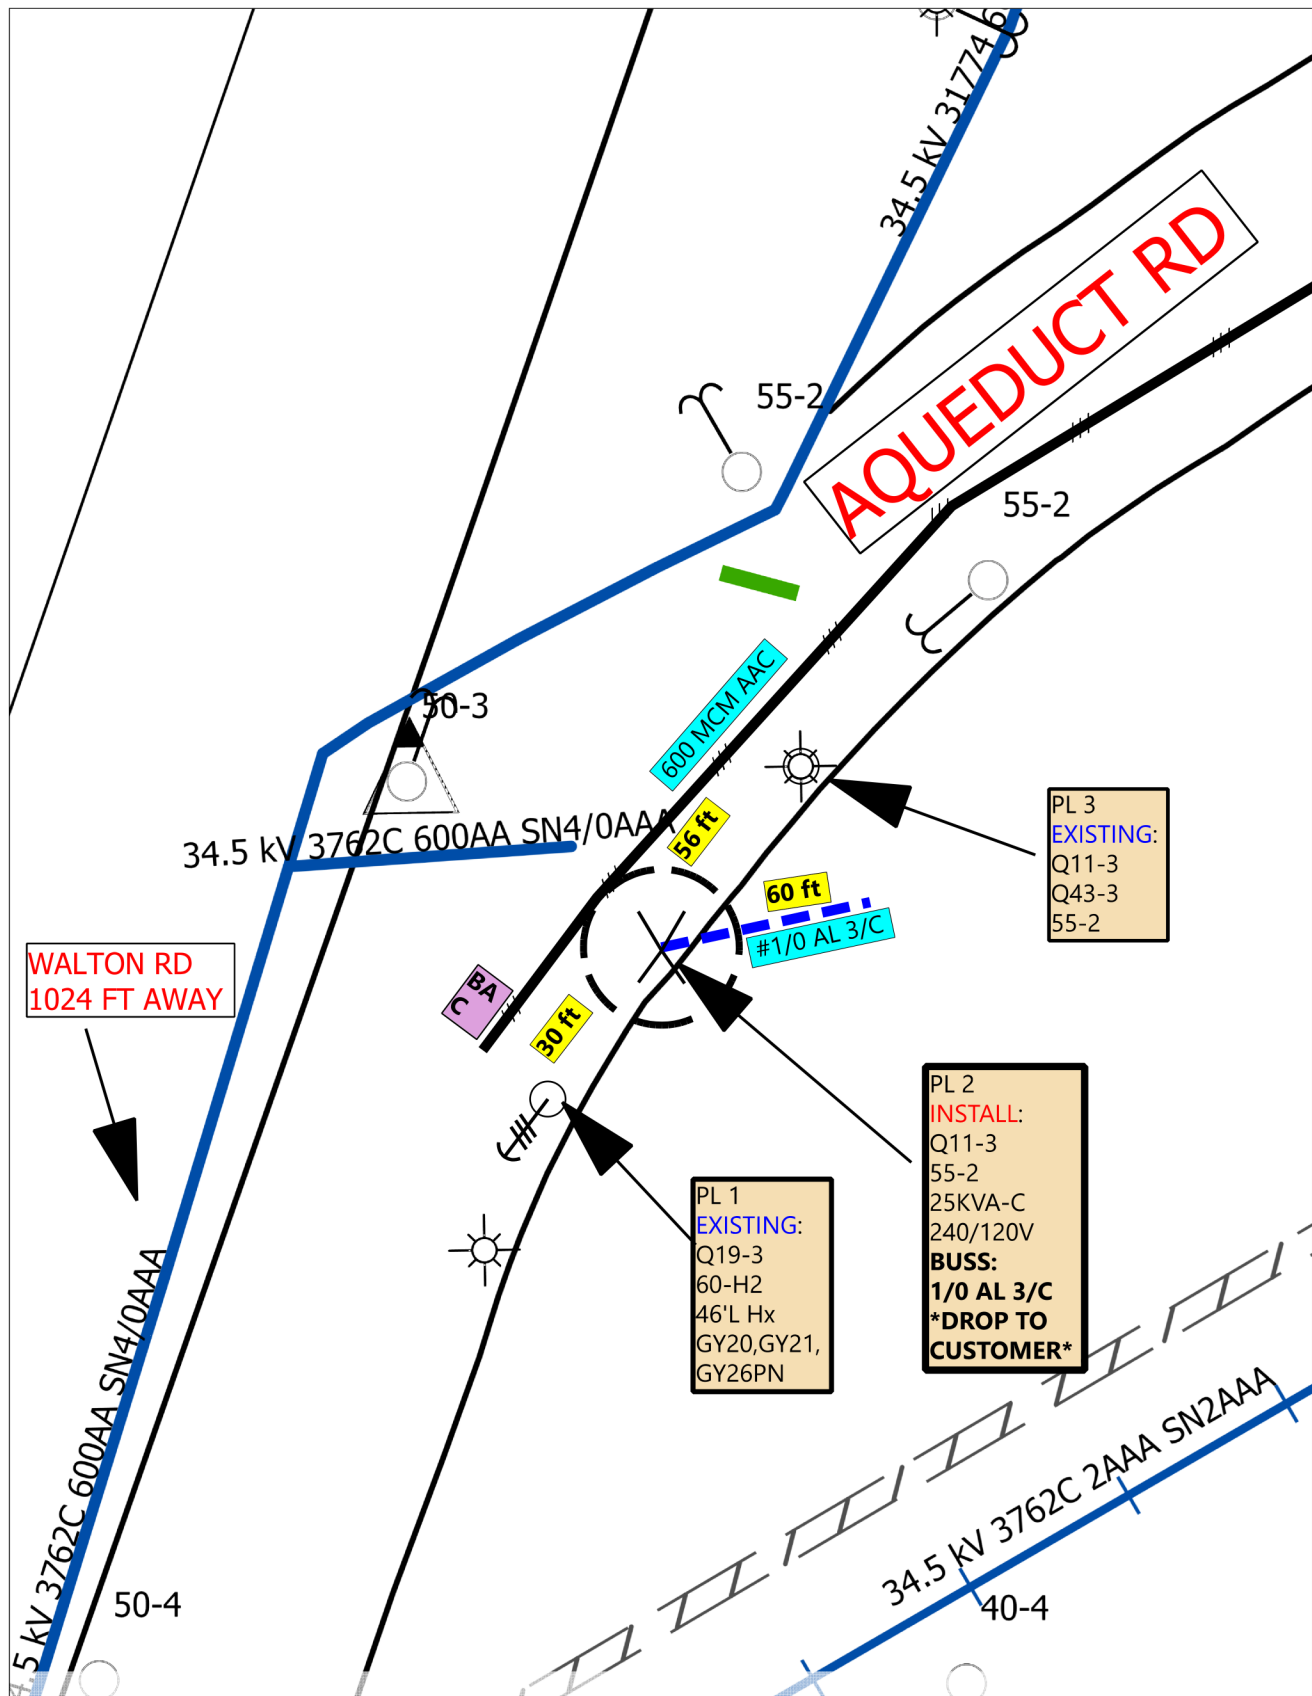 34.5 kV 31774 6
AQUEDUCT RD
55-2
55-2
50-3
600 MCM AAC
34.5 kV 3762C 600AA SN4/0AAA
56 ft
60 ft
#1/0 AL 3/C
PL 3
EXISTING:
Q11-3
Q43-3
55-2
WALTON RD
1024 FT AWAY
BA
C
30 ft
PL 2
INSTALL:
Q11-3
55-2
25KVA-C
240/120V
BUSS:
1/0 AL 3/C
*DROP TO
CUSTOMER*
PL 1
EXISTING:
Q19-3
60-H2
46'L Hx
GY20,GY21,
GY26PN
4.5 kV 3762C 600AA SN4/0AAA
34.5 kV 3762C 2AAA SN2AAA
50-4
40-4